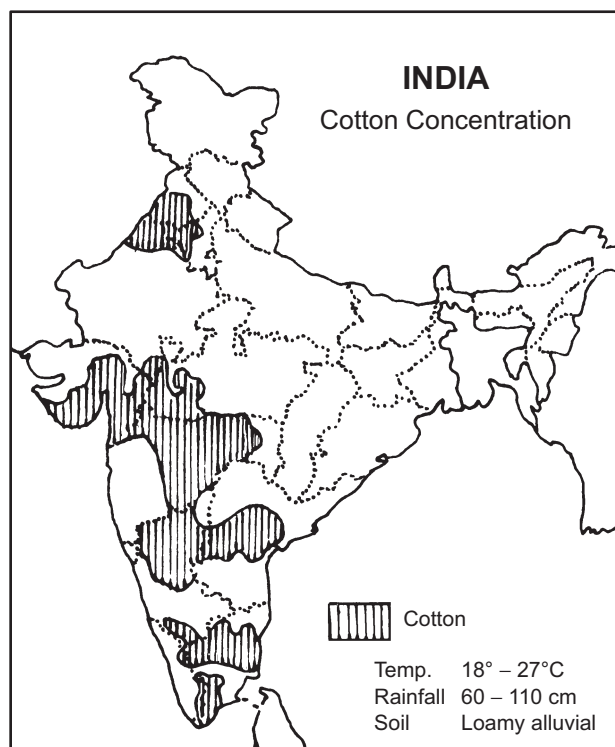 INDIA
Cotton Concentration
Cotton
Temp. 18° – 27°C
Rainfall 60 – 110 cm
Soil Loamy alluvial